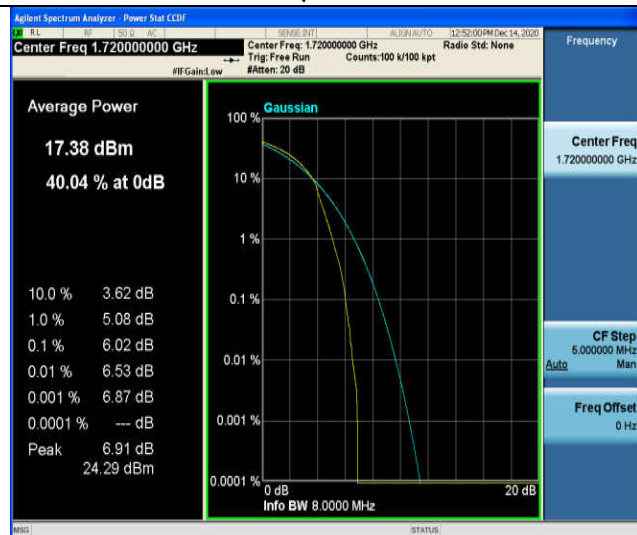 Agilent Spectrum Analyzer - Power Stat CCDF
RL RF 50 Ω AC SENSE:INT ALIGN AUTO 12:52:00PM Dec 14, 2020
Center Freq 1.720000000 GHz
Center Freq: 1.720000000 GHz Radio Std: None
Trig: Free Run Counts:100 k/100 kpt
#IFGain:Low #Atten: 20 dB
Frequency
Average Power
17.38 dBm
40.04 % at 0dB
10.0 % 3.62 dB
1.0 % 5.08 dB
0.1 % 6.02 dB
0.01 % 6.53 dB
0.001 % 6.87 dB
0.0001 % --- dB
Peak 6.91 dB
24.29 dBm
Gaussian
100 %
10 %
1 %
0.1 %
0.01 %
0.001 %
0.0001 %
0 dB 20 dB
Info BW 8.0000 MHz
Center Freq
1.720000000 GHz
CF Step
5.000000 MHz
Auto Man
Freq Offset
0 Hz
MSG STATUS